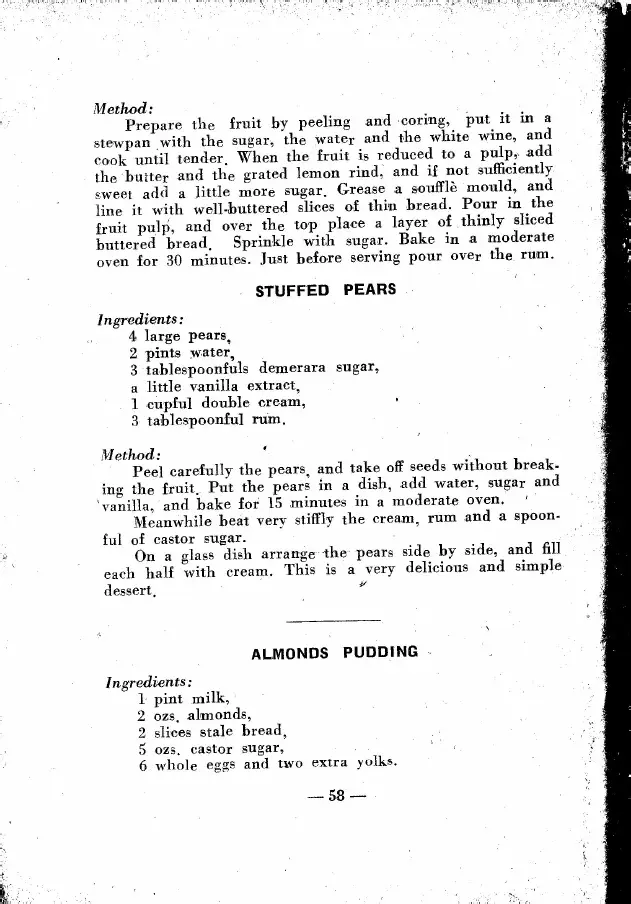 Method:
Prepare the fruit by peeling and coring, put it in a
stewpan with the sugar, the water and the white wine, and
cook until tender. When the fruit is reduced to a pulp, add
the butter and the grated lemon rind, and if not sufficiently
sweet add a little more sugar. Grease a soufflè mould, and
line it with well-buttered slices of thin bread. Pour in the
fruit pulp, and over the top place a layer of thinly sliced
buttered bread. Sprinkle with sugar. Bake in a moderate
oven for 30 minutes. Just before serving pour over the rum.
STUFFED PEARS
Ingredients:
4 large pears,
2 pints water,
3 tablespoonfuls demerara sugar,
a little vanilla extract,
1 cupful double cream,
3 tablespoonful rum.
Method:
Peel carefully the pears, and take off seeds without break-
ing the fruit. Put the pears in a dish, add water, sugar and
vanilla, and bake for 15 minutes in a moderate oven.
Meanwhile beat very stiffly the cream, rum and a spoon-
ful of castor sugar.
On a glass dish arrange the pears side by side, and fill
each half with cream. This is a very delicious and simple
dessert.
ALMONDS PUDDING
Ingredients:
1 pint milk,
2 ozs. almonds,
2 slices stale bread,
5 ozs. castor sugar,
6 whole eggs and two extra yolks.
— 58 —